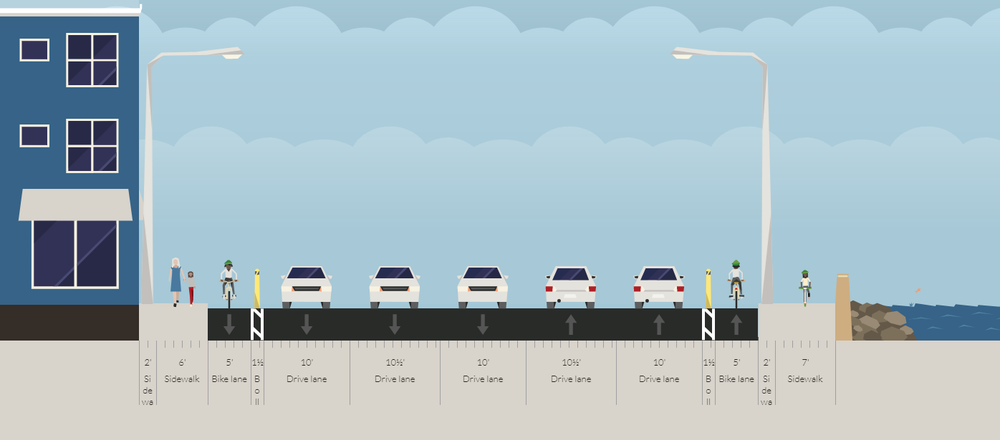 2' 6' 5' 1½ 10' 10½' 10' 10½' 10' 1½ 5' 2' 7'
Si Sidewalk Bike lane B Drive lane Drive lane Drive lane Drive lane Drive lane B Bike lane Si Sidewalk
de o o de
wa ll ll wa